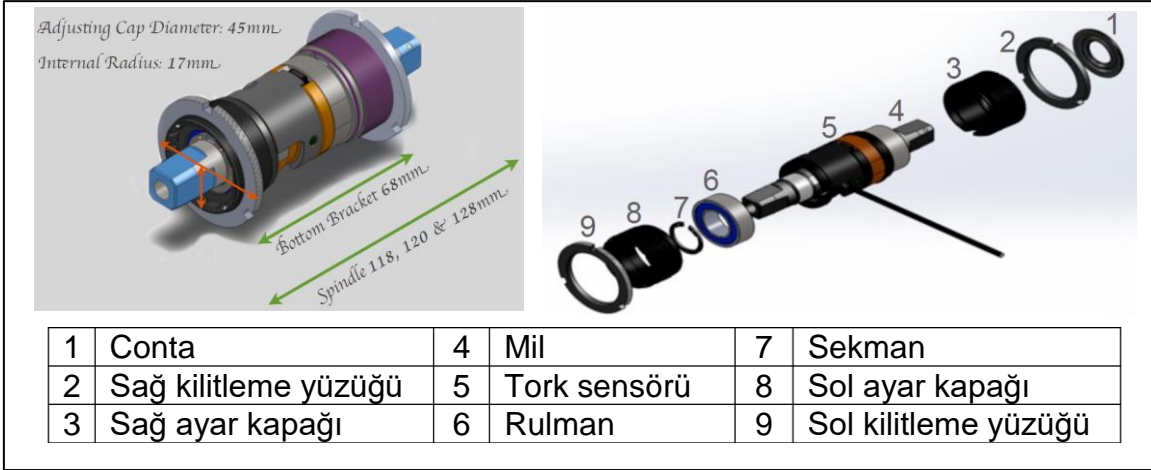 Adjusting Cap Diameter: 45mm
Internal Radius: 17mm
Bottom Bracket 68mm
Spindle 118, 120 & 128mm
1
2
3
4
5
6
7
8
9
1 Conta 4 Mil 7 Sekman
2 Sağ kilitleme yüzüğü 5 Tork sensörü 8 Sol ayar kapağı
3 Sağ ayar kapağı 6 Rulman 9 Sol kilitleme yüzüğü